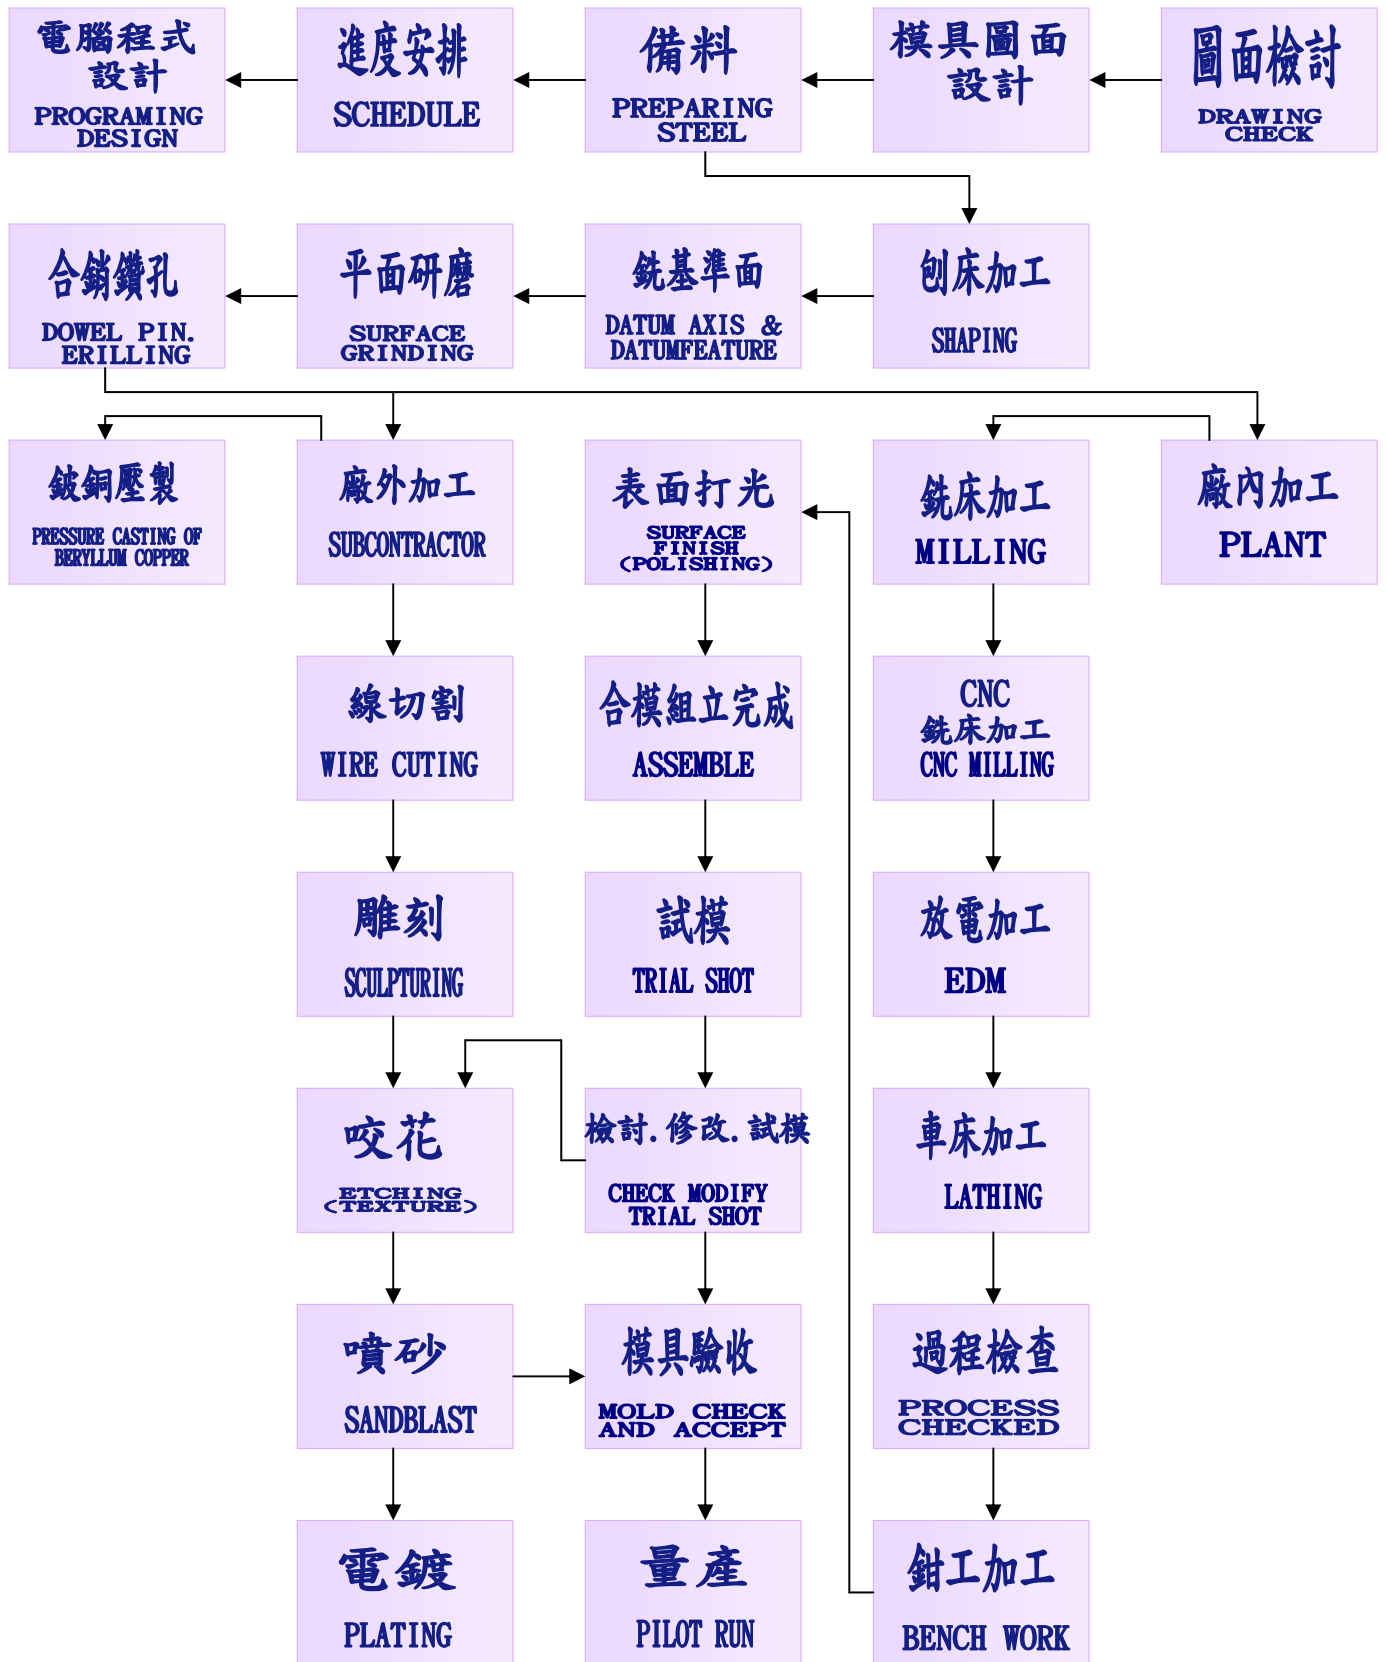 電腦程式
設計
PROGRAMING
DESIGN
進度安排
SCHEDULE
備料
PREPARING
STEEL
模具圖面
設計
圖面檢討
DRAWING
CHECK
合銷鑽孔
DOWEL PIN.
ERILLING
平面研磨
SURFACE
GRINDING
銑基準面
DATUM AXIS &
DATUMFEATURE
刨床加工
SHAPING
鈹銅壓製
PRESSURE CASTING OF
BERYLLUM COPPER
廠外加工
SUBCONTRACTOR
表面打光
SURFACE
FINISH
(POLISHING)
銑床加工
MILLING
廠內加工
PLANT
線切割
WIRE CUTING
合模組立完成
ASSEMBLE
CNC
銑床加工
CNC MILLING
雕刻
SCULPTURING
試模
TRIAL SHOT
放電加工
EDM
咬花
ETCHING
(TEXTURE)
檢討.修改.試模
CHECK MODIFY
TRIAL SHOT
車床加工
LATHING
噴砂
SANDBLAST
模具驗收
MOLD CHECK
AND ACCEPT
過程檢查
PROCESS
CHECKED
電鍍
PLATING
量產
PILOT RUN
鉗工加工
BENCH WORK